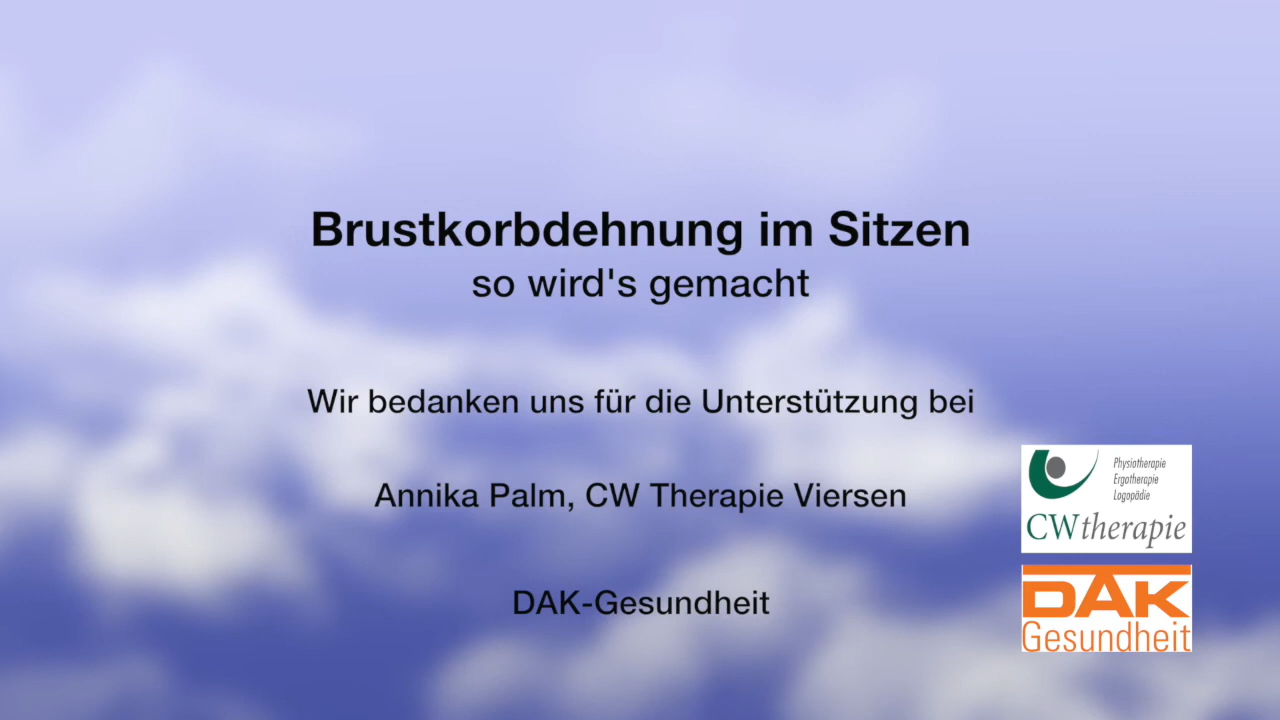 Brustkorbdehnung im Sitzen
so wird's gemacht
Wir bedanken uns für die Unterstützung bei
Annika Palm, CW Therapie Viersen
DAK-Gesundheit
Physiotherapie
Ergotherapie
Logopädie
CWtherapie
DAK
Gesundheit